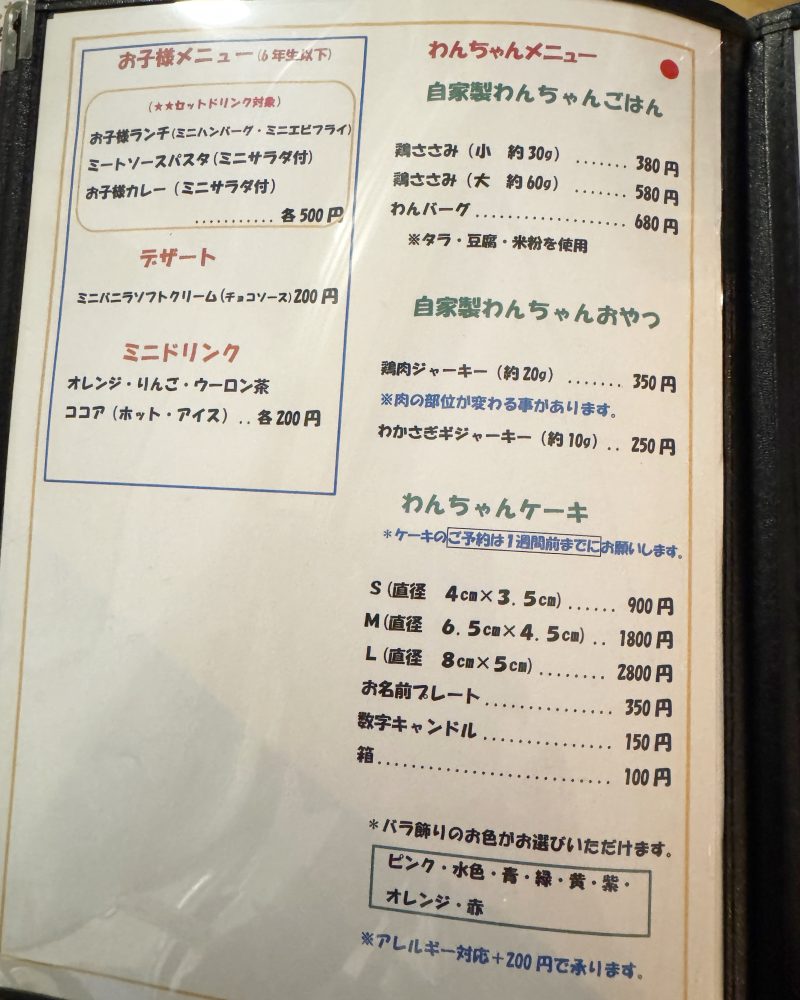 お子様メニュー(6年生以下)
(★★セットドリンク対象)
お子様ランチ(ミニハンバーグ・ミニエビフライ)
ミートソースパスタ(ミニサラダ付)
お子様カレー(ミニサラダ付)
...........各500円
デザート
ミニバニラソフトクリーム(チョコソース)200円
ミニドリンク
オレンジ・りんご・ウーロン茶
ココア(ホット・アイス)..各200円
わんちゃんメニュー
自家製わんちゃんごはん
鶏ささみ(小 約30g).......380円
鶏ささみ(大 約60g).......580円
わんバーグ....................680円
※タラ・豆腐・米粉を使用
自家製わんちゃんおやつ
鶏肉ジャーキー(約20g).......350円
※肉の部位が変わる事があります。
わかさぎギジャーキー(約10g)..250円
わんちゃんケーキ
*ケーキのご予約は1週間前までにお願いします。
S(直径 4㎝×3.5㎝)......900円
M(直径 6.5㎝×4.5㎝)..1800円
L(直径 8㎝×5㎝).........2800円
お名前プレート................350円
数字キャンドル................150円
箱.............................100円
*バラ飾りのお色がお選びいただけます。
ピンク・水色・青・緑・黄・紫・
オレンジ・赤
※アレルギー対応+200円で承ります。